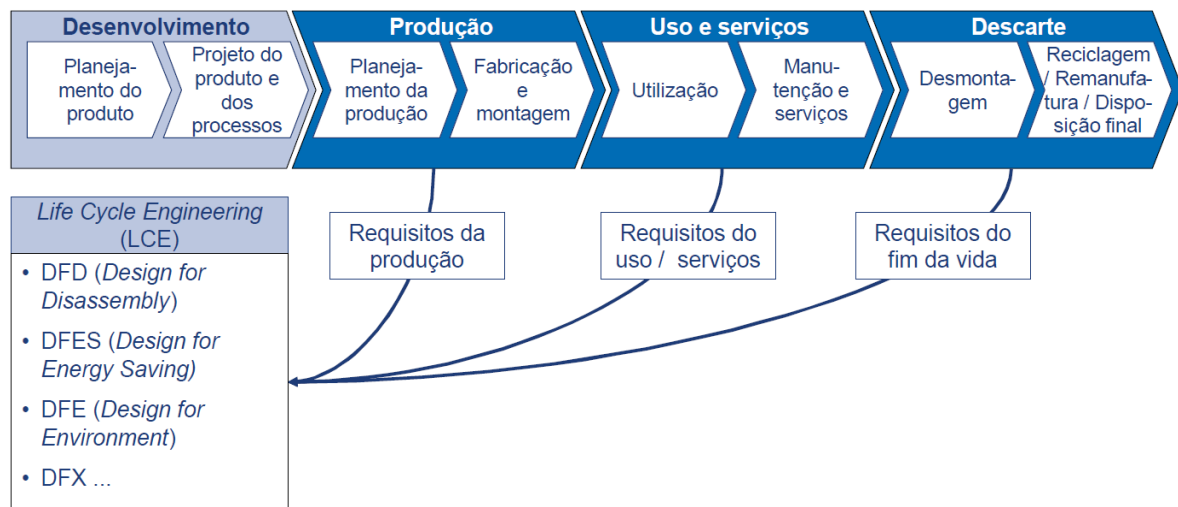 Desenvolvimento
Planeja-
mento do
produto
Projeto do
produto e
dos
processos
Produção
Planeja-
mento da
produção
Fabricação
e
montagem
Uso e serviços
Utilização
Manu-
tenção e
serviços
Descarte
Desmonta-
gem
Reciclagem
/ Remanufa-
tura / Dispo-
sição final
Life Cycle Engineering
(LCE)
• DFD (Design for
Disassembly)
• DFES (Design for
Energy Saving)
• DFE (Design for
Environment)
• DFX ...
Requisitos da
produção
Requisitos do
uso / serviços
Requisitos do
fim da vida